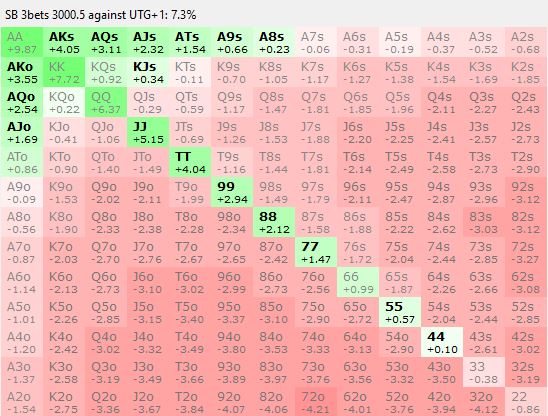 SB 3bets 3000.5 against UTG+1: 7.3%
AA AKs AQs AJs ATs A9s A8s A7s A6s A5s A4s A3s A2s
+9.87 +4.05 +3.11 +2.32 +1.54 +0.66 +0.23 -0.06 -0.31 -0.19 -0.37 -0.52 -0.68
AKo KK KQs KJs KTs K9s K8s K7s K6s K5s K4s K3s K2s
+3.55 +7.72 +0.92 +0.34 -0.11 -0.70 -1.05 -1.17 -1.27 -1.38 -1.54 -1.69 -1.85
AQo KQo QQ QJs QTs Q9s Q8s Q7s Q6s Q5s Q4s Q3s Q2s
+2.54 +0.22 +6.37 -0.29 -0.59 -1.17 -1.47 -1.81 -1.85 -1.96 -2.11 -2.27 -2.43
AJo KJo QJo JJ JTs J9s J8s J7s J6s J5s J4s J3s J2s
+1.69 -0.41 -1.06 +5.15 -0.69 -1.26 -1.53 -1.88 -2.20 -2.25 -2.41 -2.57 -2.73
ATo KTo QTo JTo TT T9s T8s T7s T6s T5s T4s T3s T2s
+0.86 -0.90 -1.40 -1.49 +4.04 -1.16 -1.44 -1.81 -2.14 -2.49 -2.58 -2.73 -2.90
A9o K9o Q9o J9o T9o 99 98s 97s 96s 95s 94s 93s 92s
-0.09 -1.53 -2.02 -2.11 -1.99 +2.94 -1.49 -1.79 -2.11 -2.49 -2.87 -2.96 -3.12
A8o K8o Q8o J8o T8o 98o 88 87s 86s 85s 84s 83s 82s
-0.56 -1.90 -2.33 -2.38 -2.28 -2.34 +2.12 -1.58 -1.88 -2.22 -2.62 -3.03 -3.12
A7o K7o Q7o J7o T7o 97o 87o 77 76s 75s 74s 73s 72s
-0.87 -2.03 -2.70 -2.76 -2.67 -2.65 -2.42 +1.47 -1.72 -2.04 -2.44 -2.85 -3.27
A6o K6o Q6o J6o T6o 96o 86o 76o 66 65s 64s 63s 62s
-1.14 -2.13 -2.73 -3.10 -3.02 -2.99 -2.73 -2.56 +0.99 -1.87 -2.26 -2.66 -3.08
A5o K5o Q5o J5o T5o 95o 85o 75o 65o 55 54s 53s 52s
-1.01 -2.26 -2.85 -3.15 -3.40 -3.37 -3.10 -2.90 -2.72 +0.57 -2.04 -2.44 -2.85
A4o K4o Q4o J4o T4o 94o 84o 74o 64o 54o 44 43s 42s
-1.20 -2.42 -3.02 -3.32 -3.49 -3.80 -3.53 -3.33 -3.13 -2.90 +0.10 -2.61 -3.02
A3o K3o Q3o J3o T3o 93o 83o 73o 63o 53o 43o 33 32s
-1.37 -2.58 -3.19 -3.49 -3.66 -3.89 -3.97 -3.76 -3.56 -3.32 -3.50 -0.38 -3.19
A2o K2o Q2o J2o T2o 92o 82o 72o 62o 52o 42o 32o 22
-1.54 -2.75 -3.36 -3.67 -3.84 -4.07 -4.06 -4.21 -4.01 -3.76 -3.94 -4.12 -0.86